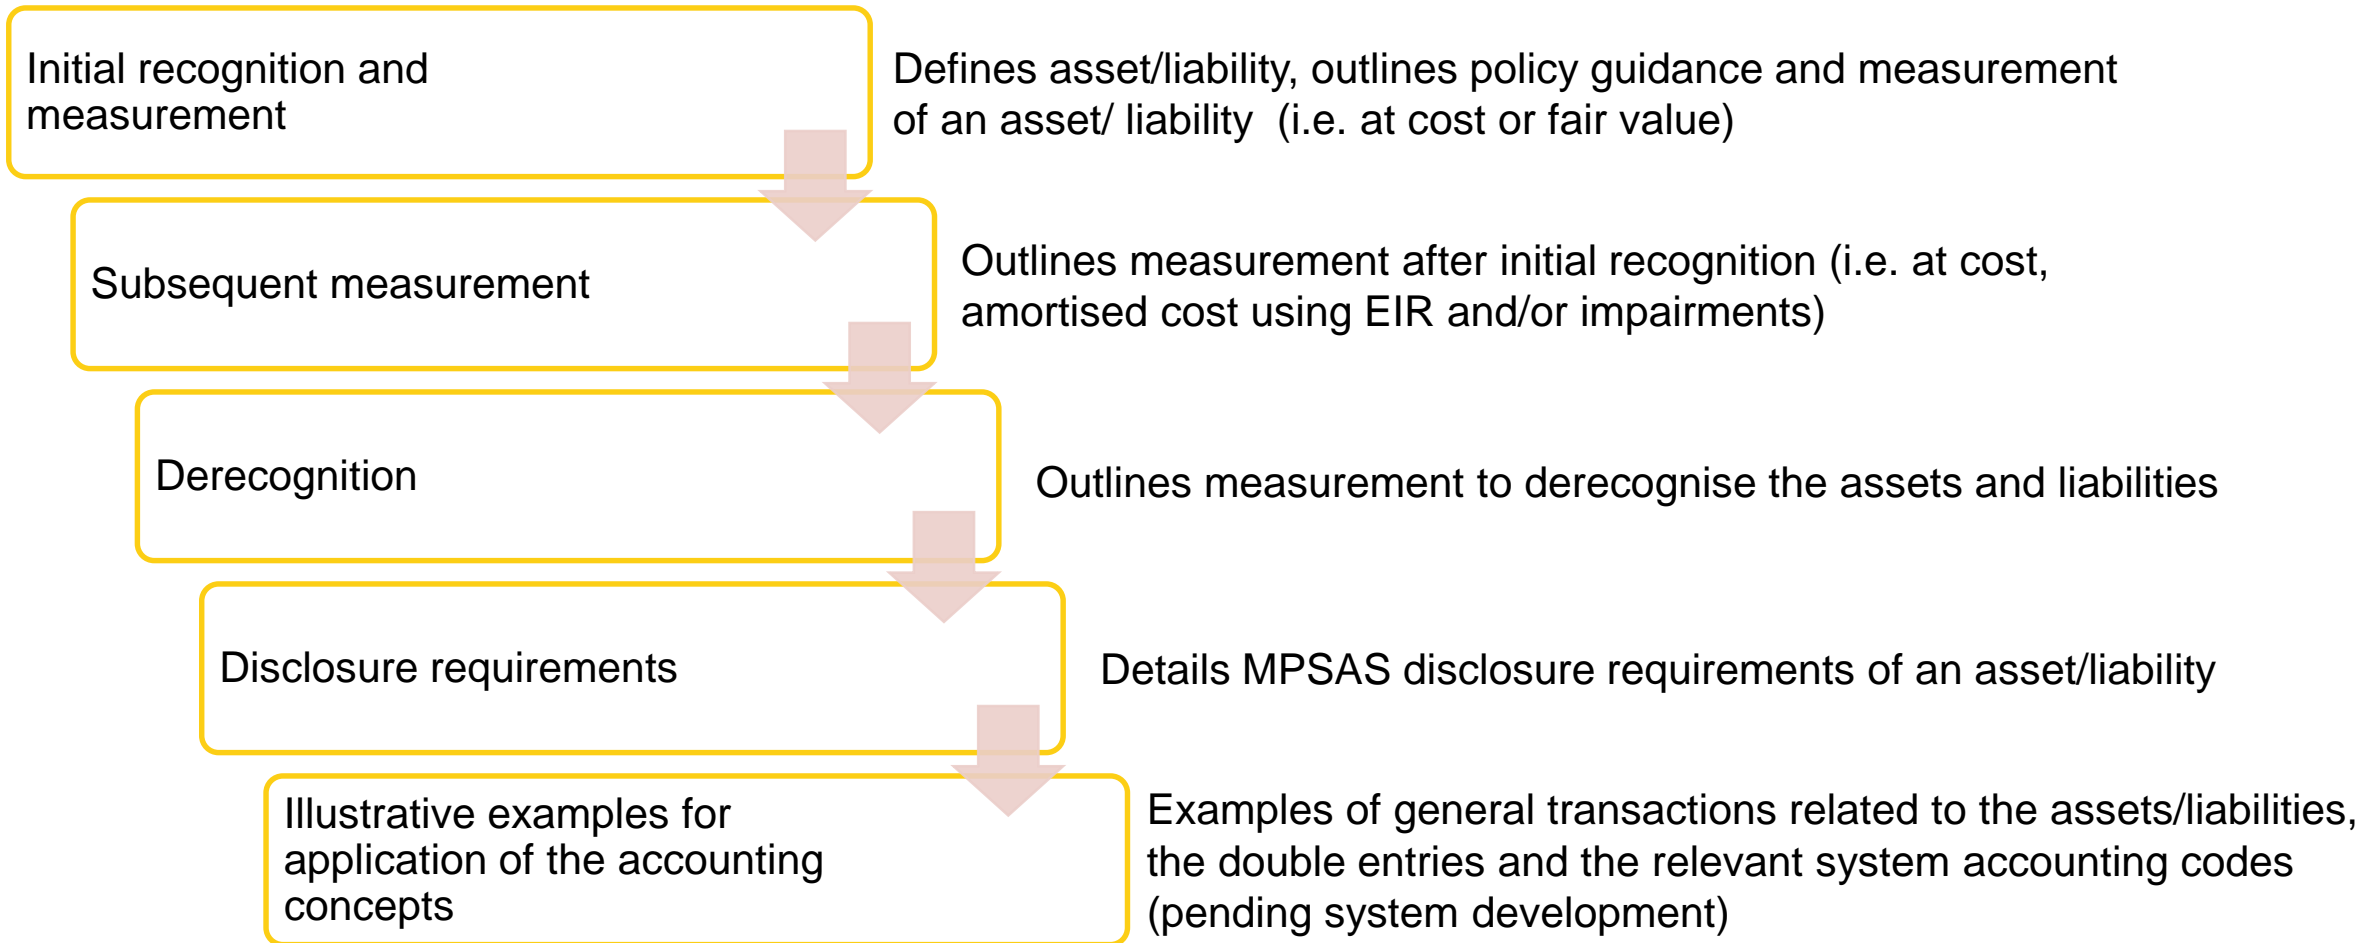 Initial recognition and
measurement
Defines asset/liability, outlines policy guidance and measurement
of an asset/ liability  (i.e. at cost or fair value)
Subsequent measurement
Outlines measurement after initial recognition (i.e. at cost,
amortised cost using EIR and/or impairments)
Derecognition
Outlines measurement to derecognise the assets and liabilities
Disclosure requirements
Details MPSAS disclosure requirements of an asset/liability
Illustrative examples for
application of the accounting
concepts
Examples of general transactions related to the assets/liabilities,
the double entries and the relevant system accounting codes
(pending system development)